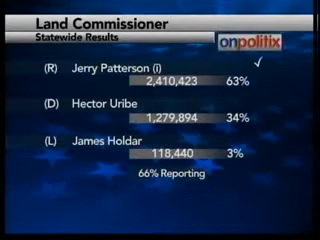 Land Commissioner
Statewide Results
onpolitix
(R) Jerry Patterson (i)
2,410,423 63%
(D) Hector Uribe
1,279,894 34%
(L) James Holdar
118,440 3%
66% Reporting